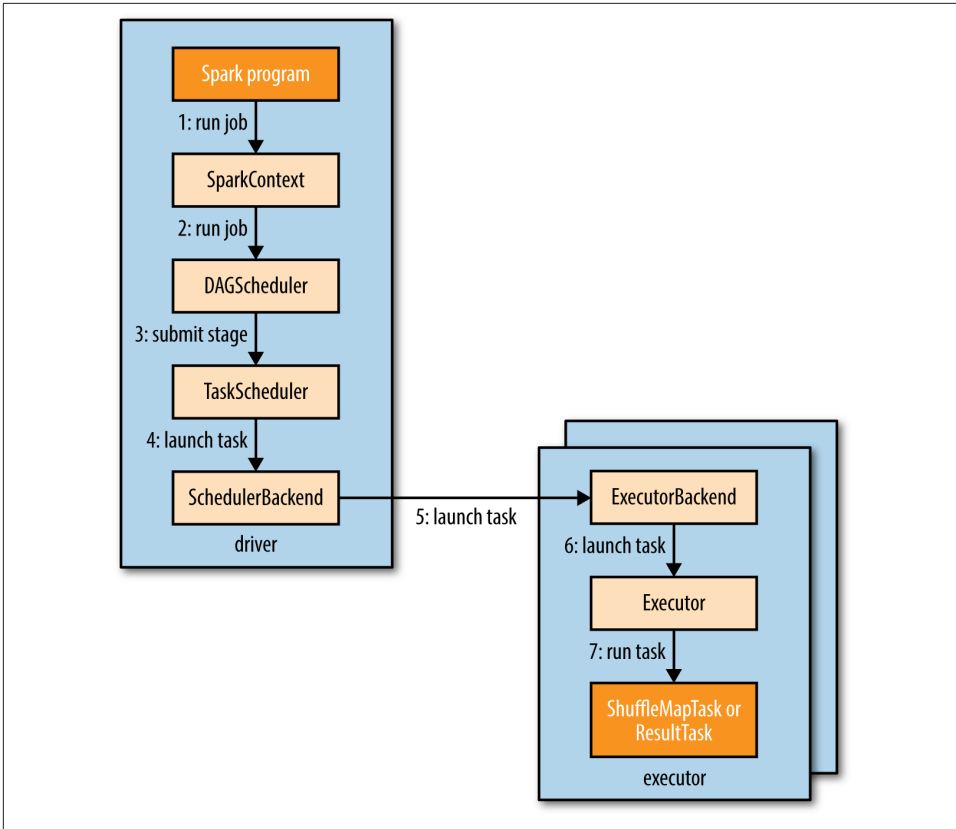 Spark program
1: run job
SparkContext
2: run job
DAGScheduler
3: submit stage
TaskScheduler
4: launch task
SchedulerBackend
driver
5: launch task
ExecutorBackend
6: launch task
Executor
7: run task
ShuffleMapTask or
ResultTask
executor